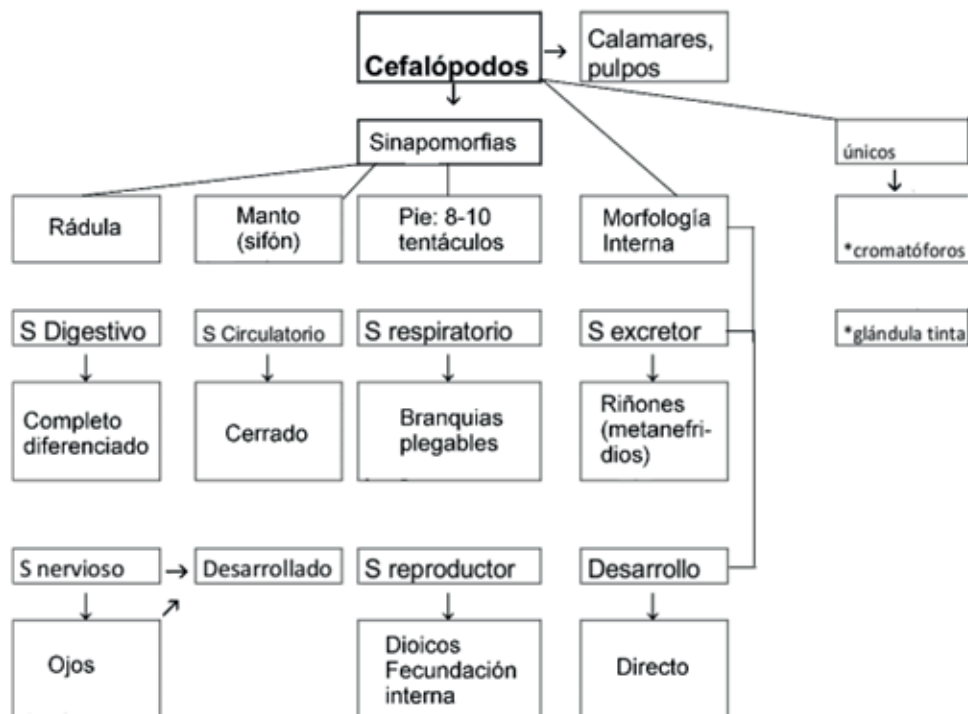 Cefalópodos
Calamares,
pulpos
Sinapomorfias
únicos
Rádula
Manto
(sifón)
Pie: 8-10
tentáculos
Morfología
Interna
*cromatóforos
S Digestivo
S Circulatorio
S respiratorio
S excretor
*glándula tinta
Completo
diferenciado
Cerrado
Branquias
plegables
Riñones
(metanefri-
dios)
S nervioso
Desarrollado
S reproductor
Desarrollo
Ojos
Dioicos
Fecundación
interna
Directo